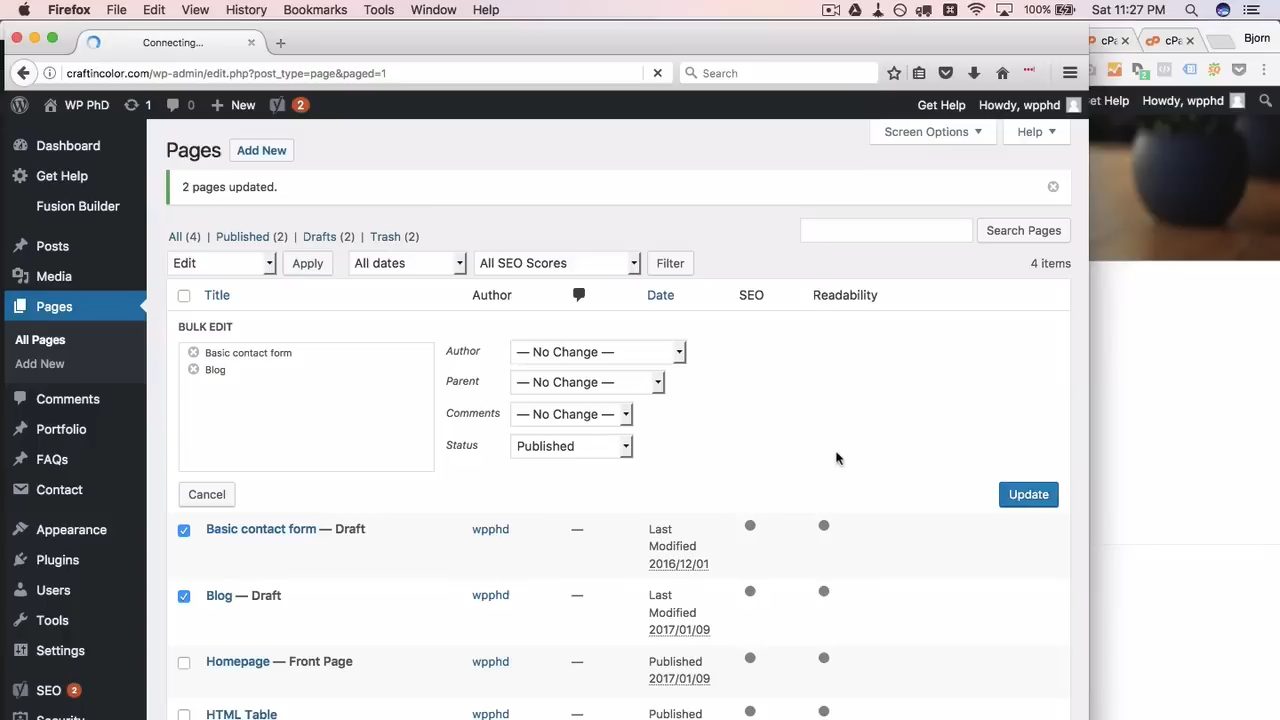 Firefox File Edit View History Bookmarks Tools Window Help 100% Sat 11:27 PM
Connecting...
cPa cPa Bjorn
craftincolor.com/wp-admin/edit.php?post_type=page&paged=1 Search
WP PhD 1 0 New 2 Get Help Howdy, wpphd
et Help Howdy, wpphd
Dashboard
Get Help
Fusion Builder
Posts
Media
Pages
All Pages
Add New
Comments
Portfolio
FAQs
Contact
Appearance
Plugins
Users
Tools
Settings
SEO 2
Screen Options Help
Pages Add New
2 pages updated.
All (4) | Published (2) | Drafts (2) | Trash (2) Search Pages
Edit Apply All dates All SEO Scores Filter 4 items
Title Author Date SEO Readability
BULK EDIT
Basic contact form
Blog
Author — No Change —
Parent — No Change —
Comments — No Change —
Status Published
Cancel Update
Basic contact form — Draft wpphd — Last
Modified
2016/12/01
Blog — Draft wpphd — Last
Modified
2017/01/09
Homepage — Front Page wpphd — Published
2017/01/09
HTML Table wpphd — Published